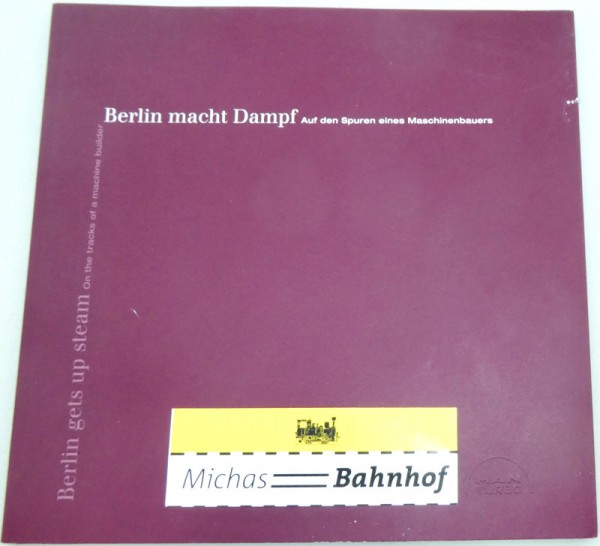 Berlin macht Dampf Auf den Spuren eines Maschinenbauers
Berlin gets up steam On the tracks of a machine builder
Michas Bahnhof
MAN
TURBO